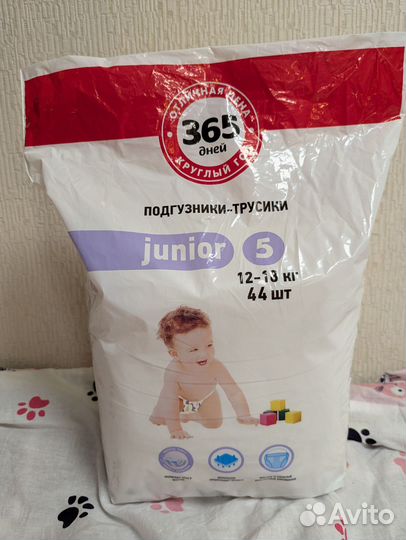 ОТЛИЧНАЯ ЦЕНА
365
дней
КРУГЛЫЙ ГОД
ПОДГУЗНИКИ-ТРУСИКИ
junior 5
12-18 кг
44 шт
Avito